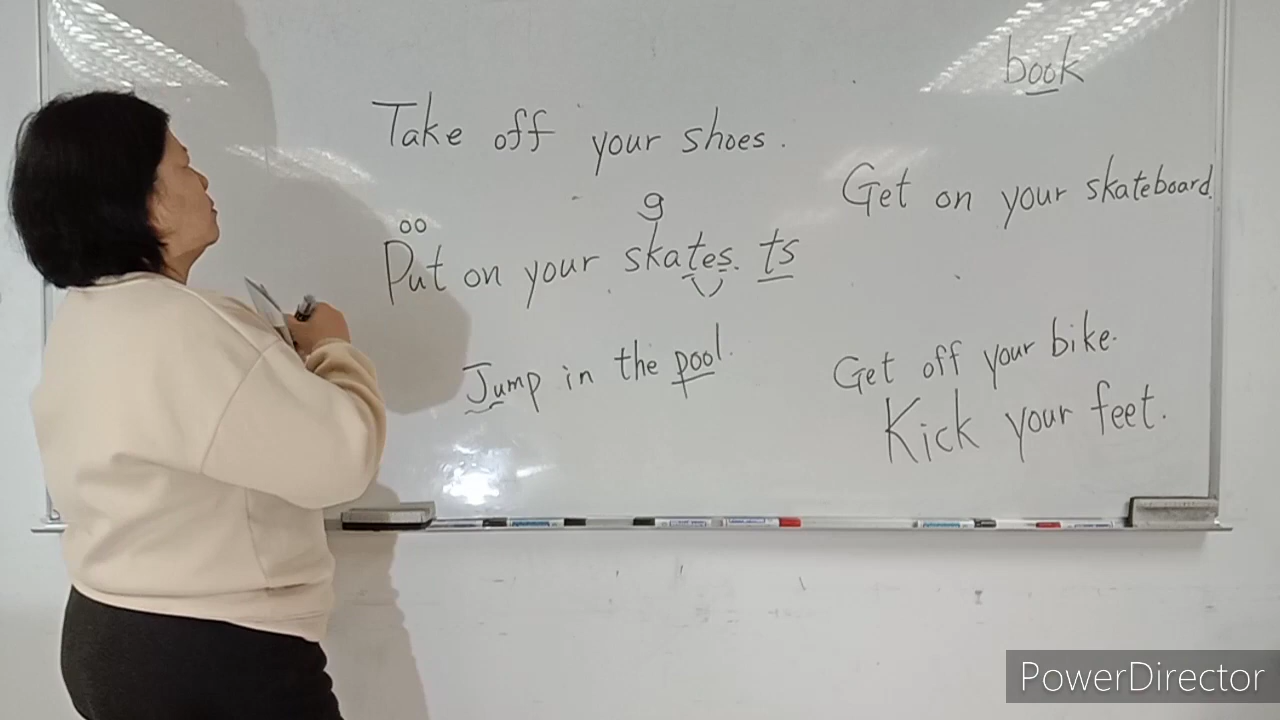 book
Take off your shoes.
Get on your skateboard.
g
oo
Put on your skates. ts
Jump in the pool.
Get off your bike.
Kick your feet.
PowerDirector